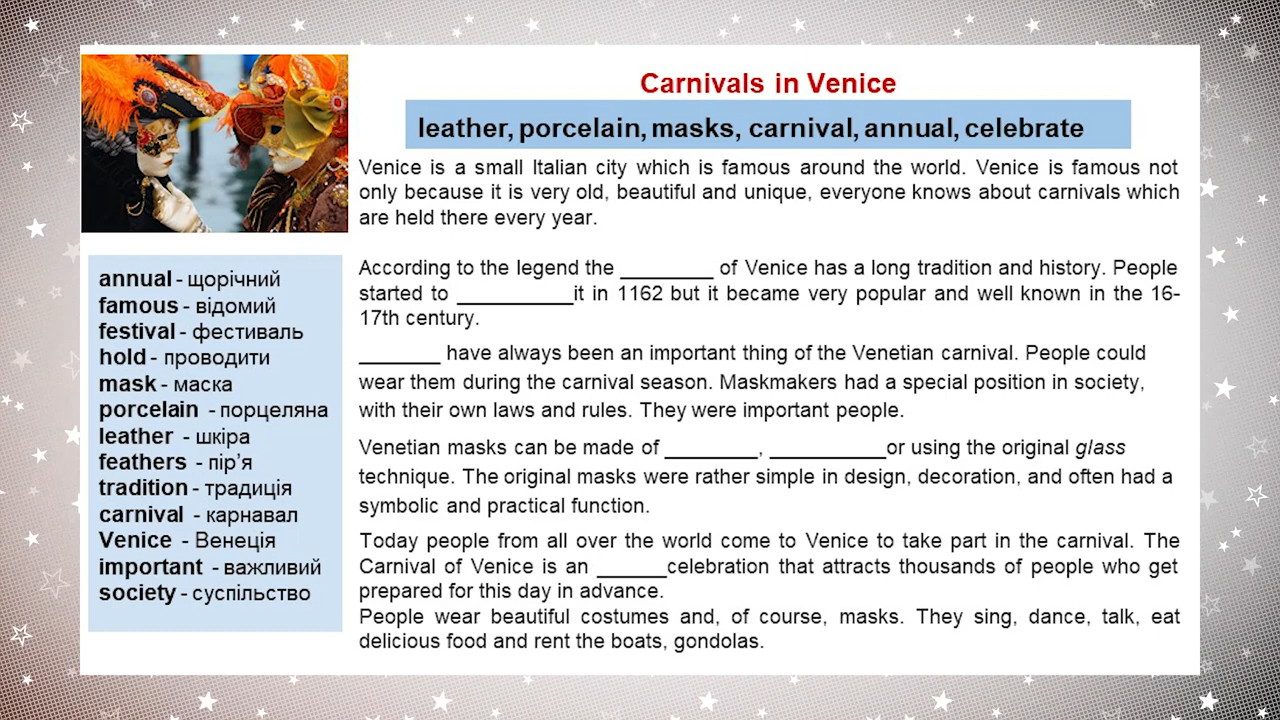 Carnivals in Venice
leather, porcelain, masks, carnival, annual, celebrate
Venice is a small Italian city which is famous around the world. Venice is famous not
only because it is very old, beautiful and unique, everyone knows about carnivals which
are held there every year.
annual - щорічний
famous - відомий
festival - фестиваль
hold - проводити
mask - маска
porcelain - порцеляна
leather - шкіра
feathers - пір’я
tradition - традиція
carnival - карнавал
Venice - Венеція
important - важливий
society - суспільство
According to the legend the ________ of Venice has a long tradition and history. People
started to __________it in 1162 but it became very popular and well known in the 16-
17th century.
_______ have always been an important thing of the Venetian carnival. People could
wear them during the carnival season. Maskmakers had a special position in society,
with their own laws and rules. They were important people.
Venetian masks can be made of ________, __________or using the original glass
technique. The original masks were rather simple in design, decoration, and often had a
symbolic and practical function.
Today people from all over the world come to Venice to take part in the carnival. The
Carnival of Venice is an ______celebration that attracts thousands of people who get
prepared for this day in advance.
People wear beautiful costumes and, of course, masks. They sing, dance, talk, eat
delicious food and rent the boats, gondolas.